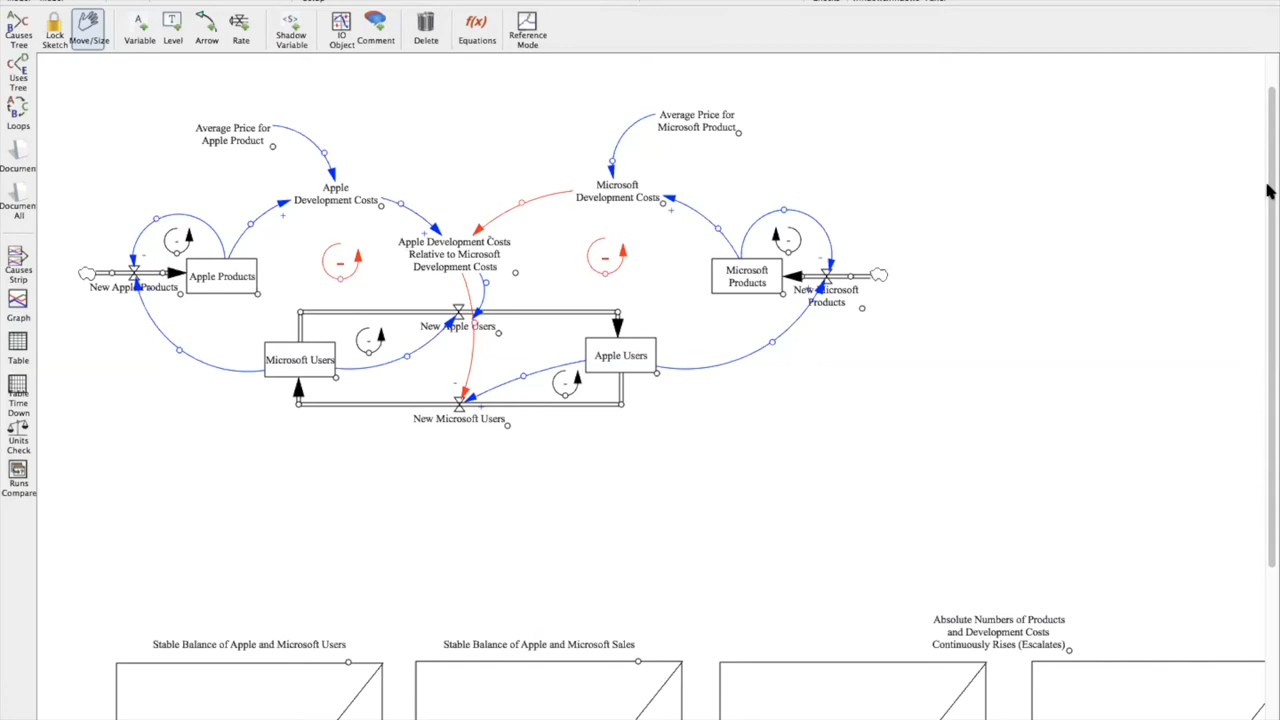 Causes
Tree
Lock
Sketch
Move/Size
Variable
Level
Arrow
Rate
Shadow
Variable
IO
Object
Comment
Delete
Equations
Reference
Mode
Uses
Tree
Loops
Document
Document
All
Causes
Strip
Graph
Table
Table
Time
Down
Units
Check
Runs
Compare
Average Price for
Apple Product
Average Price for
Microsoft Product
Apple
Development Costs
Microsoft
Development Costs
Apple Development Costs
Relative to Microsoft
Development Costs
Apple Products
New Apple Products
Microsoft
Products
New Microsoft
Products
New Apple Users
Microsoft Users
Apple Users
New Microsoft Users
Stable Balance of Apple and Microsoft Users
Stable Balance of Apple and Microsoft Sales
Absolute Numbers of Products
and Development Costs
Continuously Rises (Escalates)